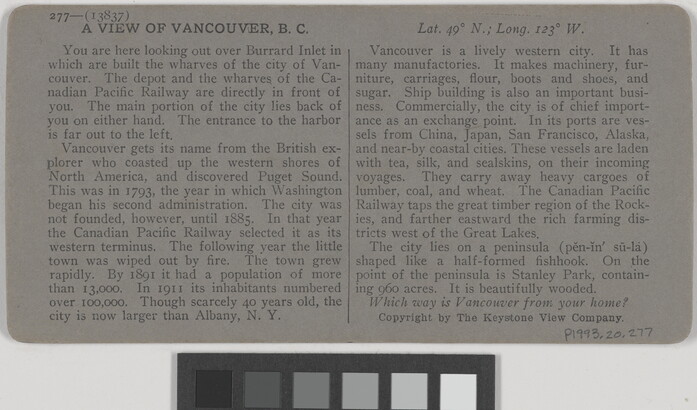 277—(13837)
A VIEW OF VANCOUVER, B. C.
You are here looking out over Burrard Inlet in
which are built the wharves of the city of Van-
couver. The depot and the wharves of the Ca-
nadian Pacific Railway are directly in front of
you. The main portion of the city lies back of
you on either hand. The entrance to the harbor
is far out to the left.
Vancouver gets its name from the British ex-
plorer who coasted up the western shores of
North America, and discovered Puget Sound.
This was in 1793, the year in which Washington
began his second administration. The city was
not founded, however, until 1885. In that year
the Canadian Pacific Railway selected it as its
western terminus. The following year the little
town was wiped out by fire. The town grew
rapidly. By 1891 it had a population of more
than 13,000. In 1911 its inhabitants numbered
over 100,000. Though scarcely 40 years old, the
city is now larger than Albany, N. Y.
Lat. 49° N.; Long. 123° W.
Vancouver is a lively western city. It has
many manufactories. It makes machinery, fur-
niture, carriages, flour, boots and shoes, and
sugar. Ship building is also an important busi-
ness. Commercially, the city is of chief import-
ance as an exchange point. In its ports are ves-
sels from China, Japan, San Francisco, Alaska,
and near-by coastal cities. These vessels are laden
with tea, silk, and sealskins, on their incoming
voyages. They carry away heavy cargoes of
lumber, coal, and wheat. The Canadian Pacific
Railway taps the great timber region of the Rock-
ies, and farther eastward the rich farming dis-
tricts west of the Great Lakes.
The city lies on a peninsula (pĕn-ĭn′ sū-lȧ)
shaped like a half-formed fishhook. On the
point of the peninsula is Stanley Park, contain-
ing 960 acres. It is beautifully wooded.
Which way is Vancouver from your home?
Copyright by The Keystone View Company.
P1993.20.277